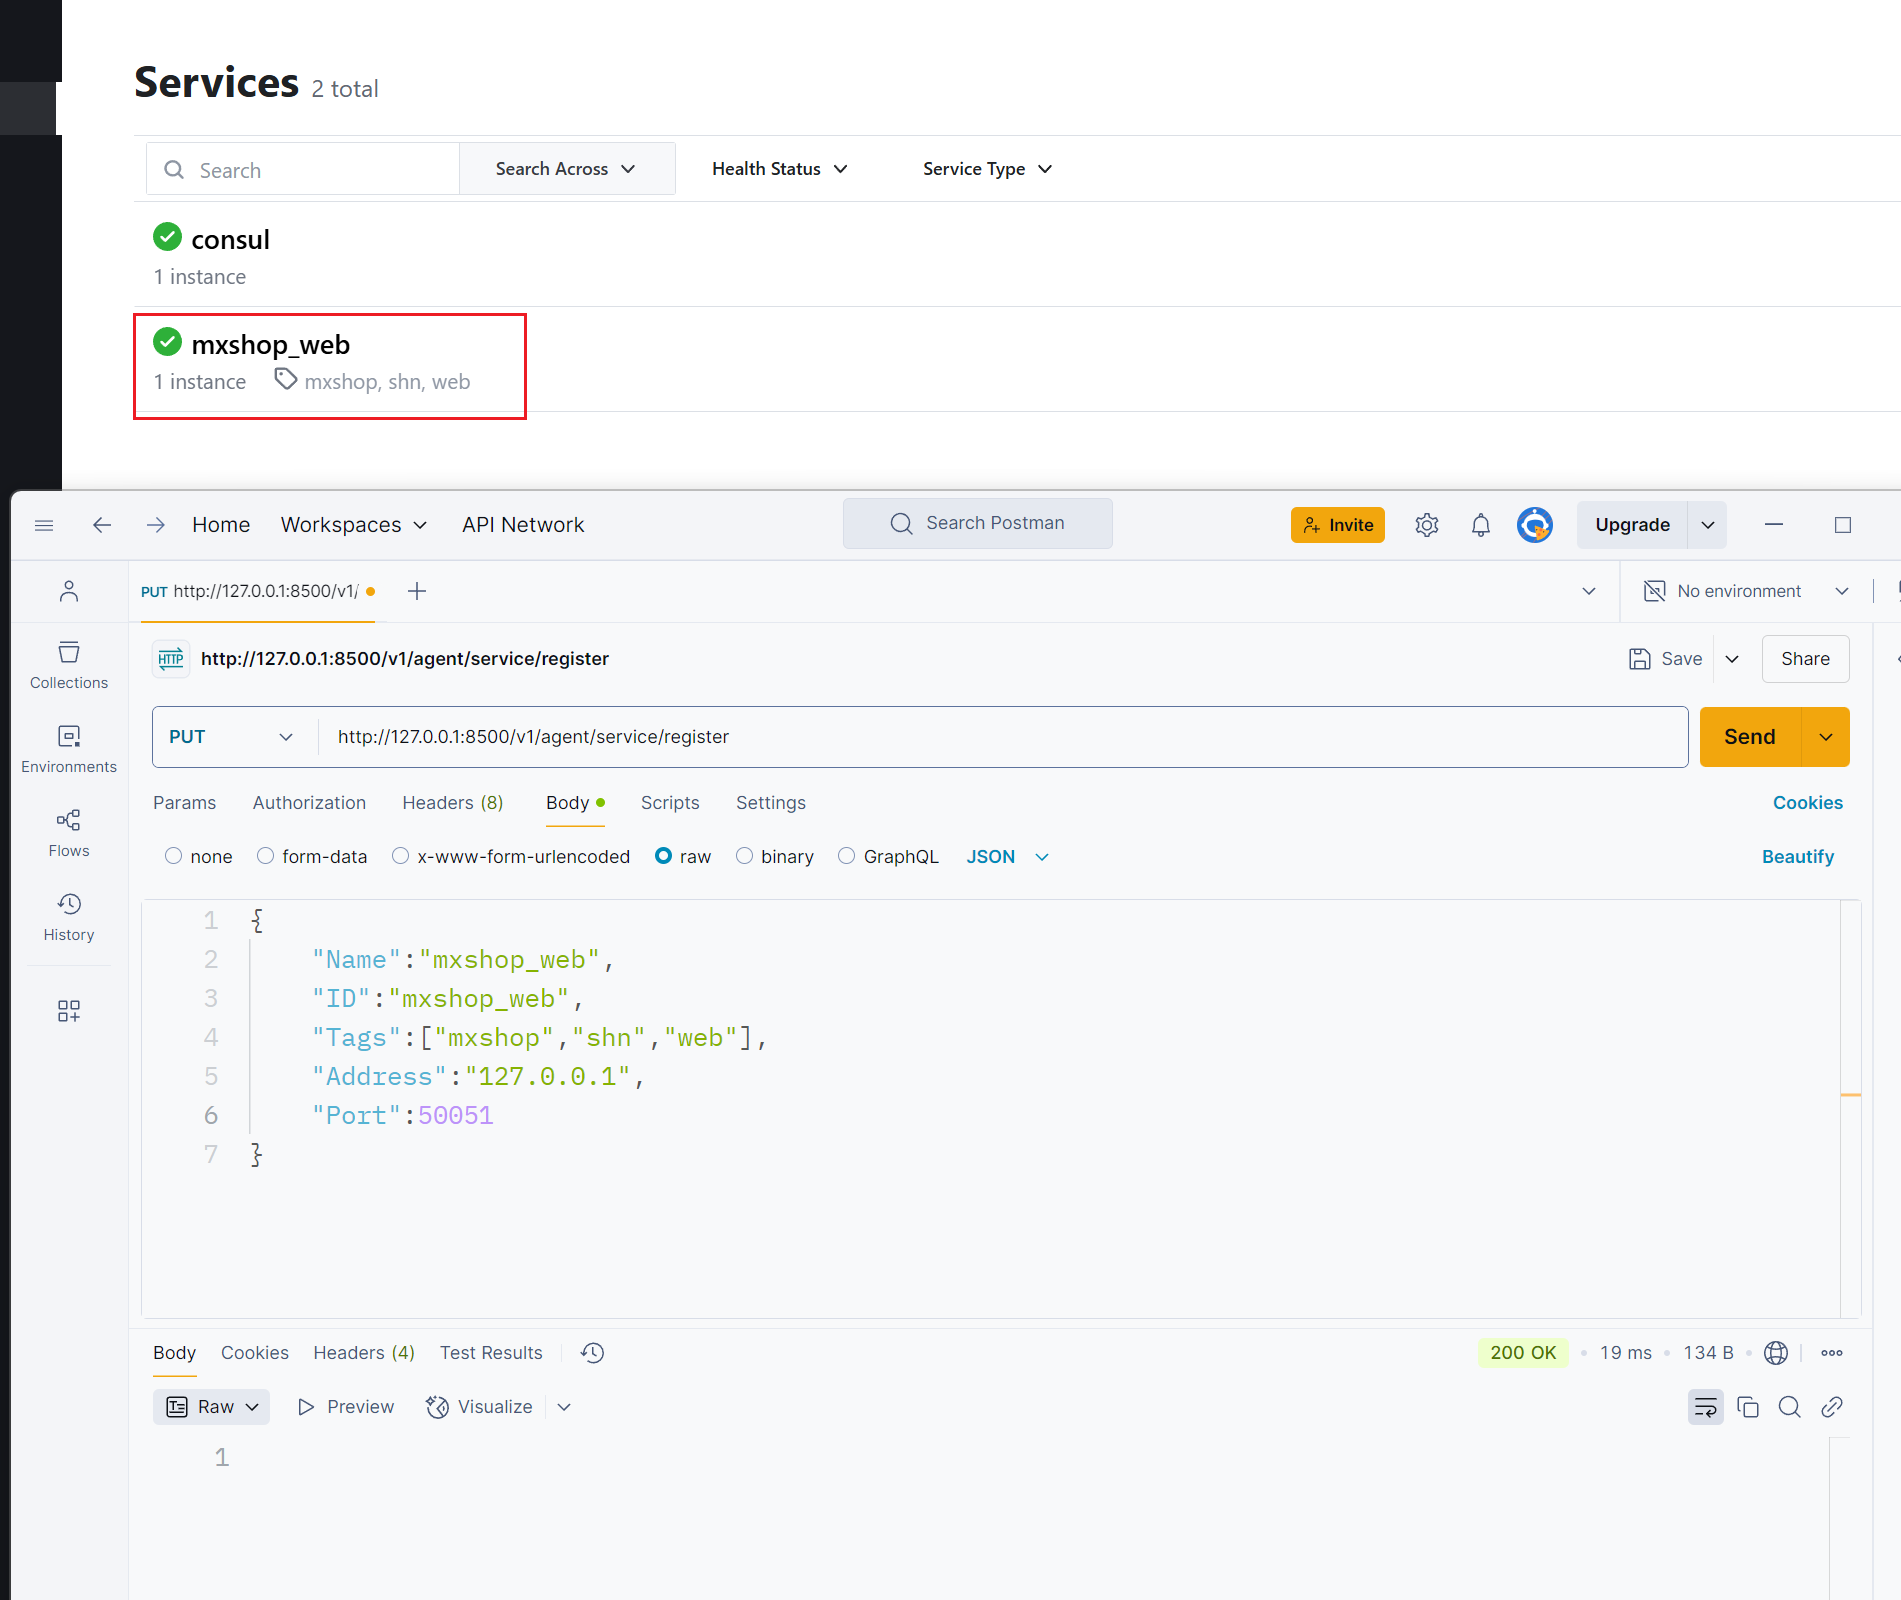 Services 2 total
Search Search Across Health Status Service Type
consul
1 instance
mxshop_web
1 instance mxshop, shn, web
Home Workspaces API Network Search Postman Invite Upgrade
PUT http://127.0.0.1:8500/v1/ No environment
HTTP http://127.0.0.1:8500/v1/agent/service/register Save Share
Collections
PUT http://127.0.0.1:8500/v1/agent/service/register Send
Environments
Params Authorization Headers (8) Body Scripts Settings Cookies
Flows
none form-data x-www-form-urlencoded raw binary GraphQL JSON Beautify
History
1 {
2 "Name":"mxshop_web",
3 "ID":"mxshop_web",
4 "Tags":["mxshop","shn","web"],
5 "Address":"127.0.0.1",
6 "Port":50051
7 }
Body Cookies Headers (4) Test Results 200 OK 19 ms 134 B
Raw Preview Visualize
1